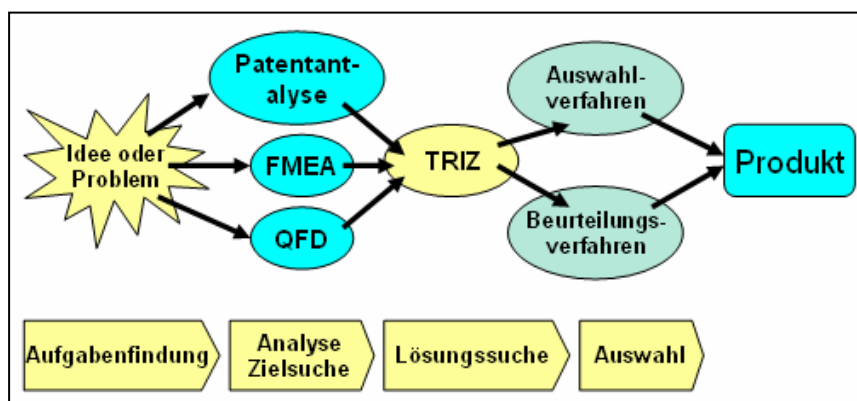 Patentant-
alyse
Auswahl-
verfahren
Idee oder
Problem
FMEA
TRIZ
Produkt
QFD
Beurteilungs-
verfahren
Aufgabenfindung
Analyse
Zielsuche
Lösungssuche
Auswahl